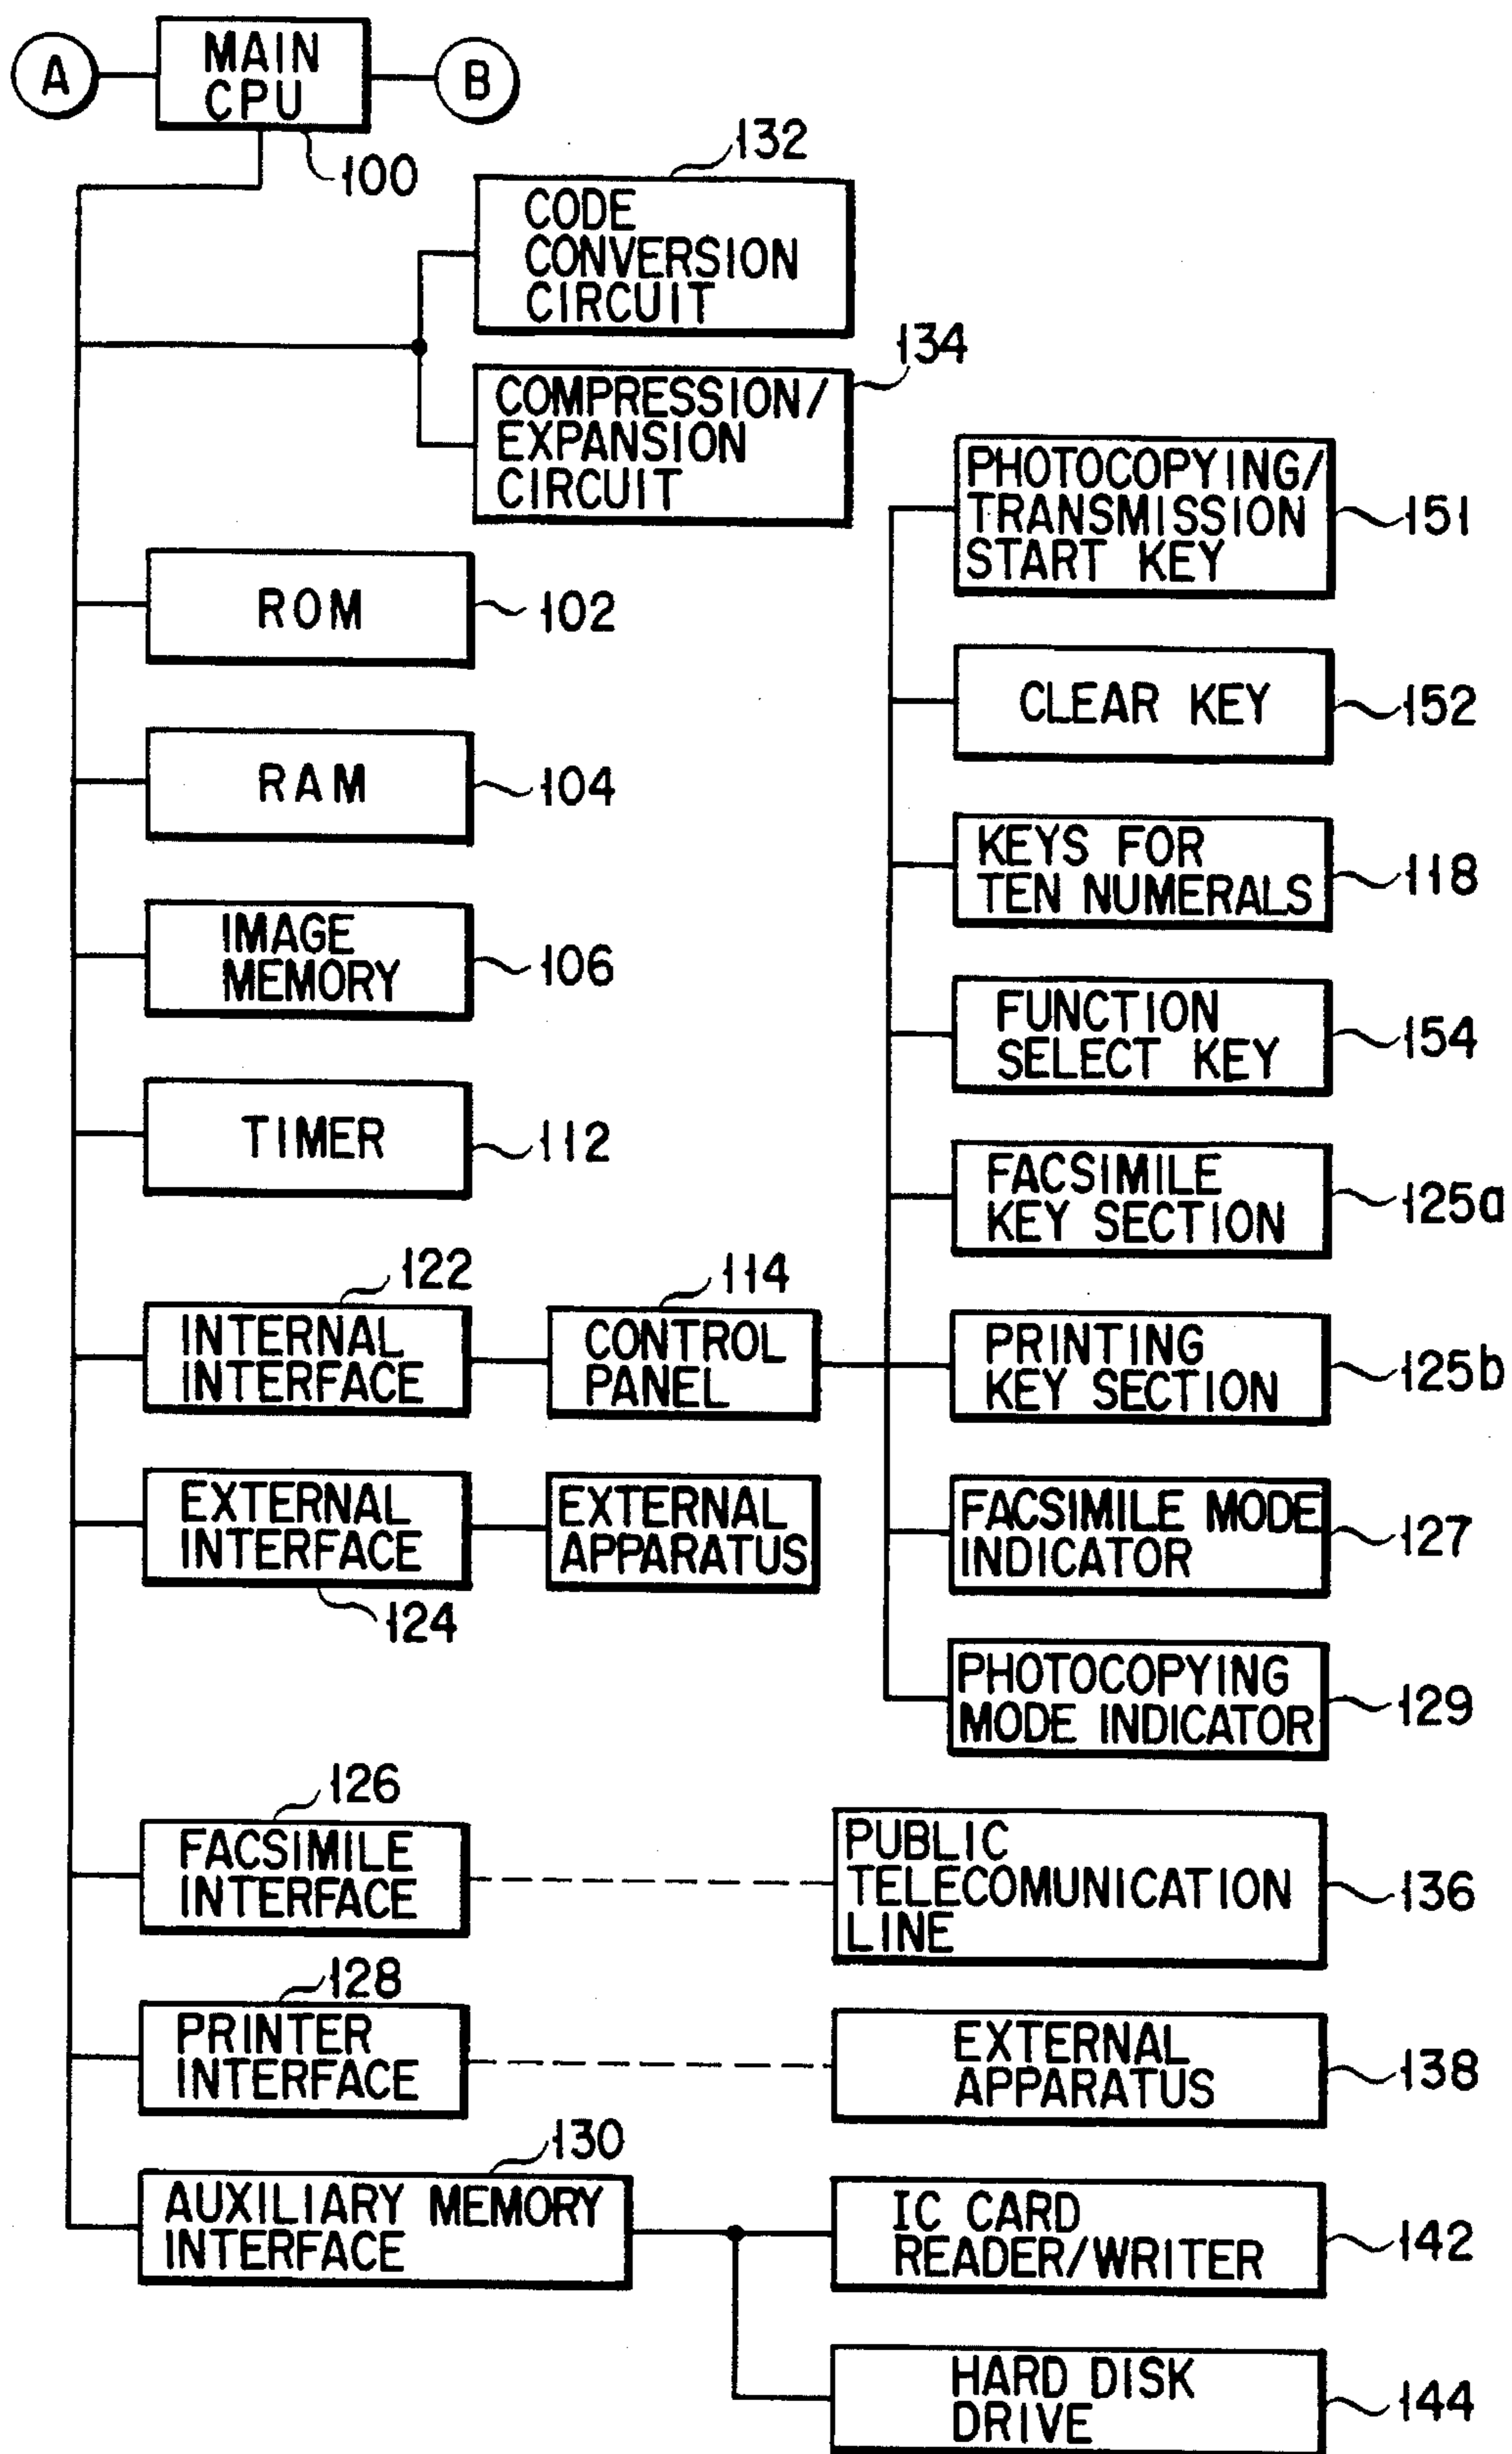 A
MAIN
CPU
B
100
132
CODE
CONVERSION
CIRCUIT
134
COMPRESSION/
EXPANSION
CIRCUIT
PHOTOCOPYING/
TRANSMISSION
START KEY
151
ROM
102
CLEAR KEY
152
RAM
104
KEYS FOR
TEN NUMERALS
118
IMAGE
MEMORY
106
FUNCTION
SELECT KEY
154
TIMER
112
FACSIMILE
KEY SECTION
125a
122
INTERNAL
INTERFACE
114
CONTROL
PANEL
PRINTING
KEY SECTION
125b
EXTERNAL
INTERFACE
124
EXTERNAL
APPARATUS
FACSIMILE MODE
INDICATOR
127
PHOTOCOPYING
MODE INDICATOR
129
126
FACSIMILE
INTERFACE
PUBLIC
TELECOMUNICATION
LINE
136
128
PRINTER
INTERFACE
EXTERNAL
APPARATUS
138
130
AUXILIARY MEMORY
INTERFACE
IC CARD
READER/WRITER
142
HARD DISK
DRIVE
144